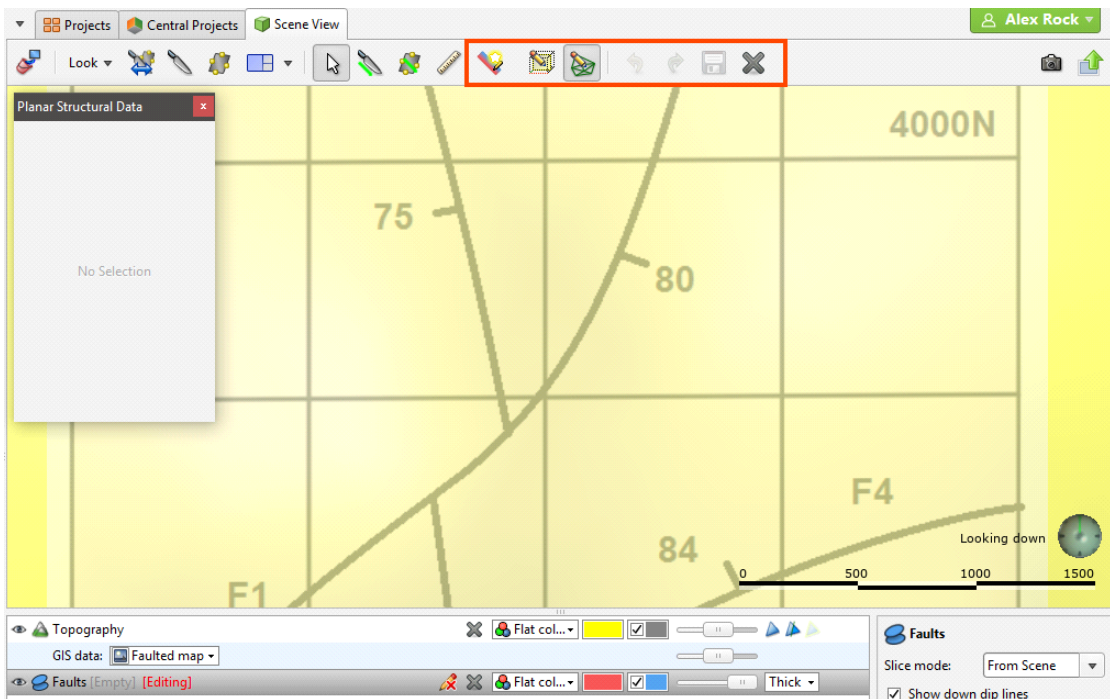 Projects Central Projects Scene View Alex Rock
Look
Planar Structural Data x
4000N
75
No Selection
80
F4
Looking down
84
0 500 1000 1500
F1
Topography Flat col...
GIS data: Faulted map
Faults [Empty] [Editing] Flat col... Thick
Faults
Slice mode: From Scene
Show down dip lines